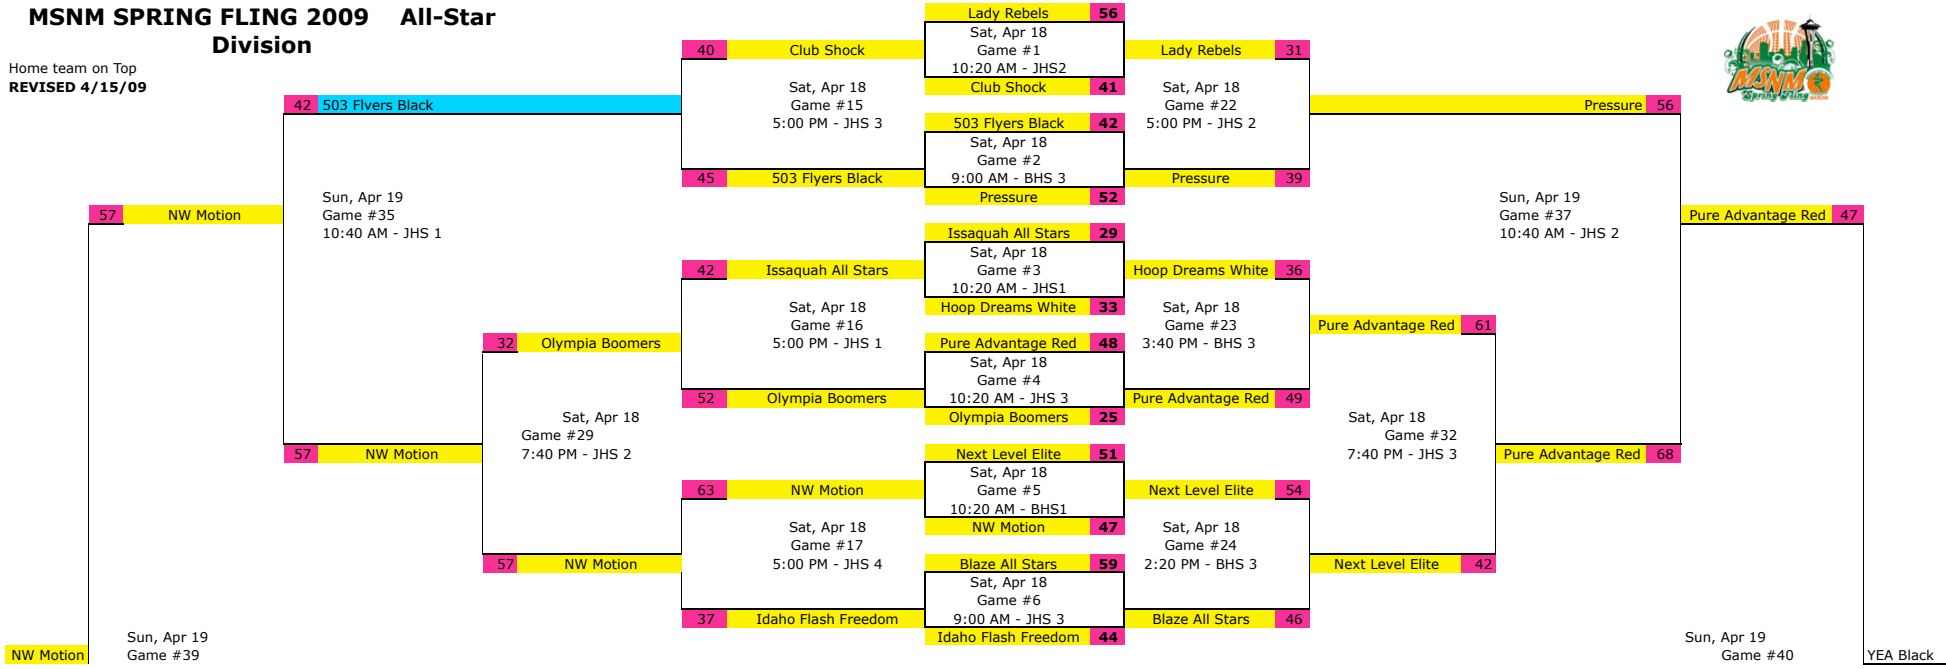 MSNM SPRING FLING 2009 All-Star
Division
Home team on Top
REVISED 4/15/09
Lady Rebels 56
Sat, Apr 18
Game #1
10:20 AM - JHS2
Club Shock 41
40 Club Shock
Sat, Apr 18
Game #15
5:00 PM - JHS 3
45 503 Flyers Black
Lady Rebels 31
Sat, Apr 18
Game #22
5:00 PM - JHS 2
Pressure 39
503 Flyers Black 42
Sat, Apr 18
Game #2
9:00 AM - BHS 3
Pressure 52
42 503 Flyers Black
Pressure 56
Sun, Apr 19
Game #35
10:40 AM - JHS 1
57 NW Motion
Sun, Apr 19
Game #37
10:40 AM - JHS 2
Pure Advantage Red 47
Issaquah All Stars 29
Sat, Apr 18
Game #3
10:20 AM - JHS1
Hoop Dreams White 33
42 Issaquah All Stars
Sat, Apr 18
Game #16
5:00 PM - JHS 1
52 Olympia Boomers
Hoop Dreams White 36
Sat, Apr 18
Game #23
3:40 PM - BHS 3
Pure Advantage Red 49
Pure Advantage Red 48
Sat, Apr 18
Game #4
10:20 AM - JHS 3
Olympia Boomers 25
32 Olympia Boomers
Sat, Apr 18
Game #29
7:40 PM - JHS 2
57 NW Motion
Pure Advantage Red 61
Sat, Apr 18
Game #32
7:40 PM - JHS 3
Next Level Elite 42
57 NW Motion
Pure Advantage Red 68
Next Level Elite 51
Sat, Apr 18
Game #5
10:20 AM - BHS1
NW Motion 47
63 NW Motion
Sat, Apr 18
Game #17
5:00 PM - JHS 4
37 Idaho Flash Freedom
Next Level Elite 54
Sat, Apr 18
Game #24
2:20 PM - BHS 3
Blaze All Stars 46
Blaze All Stars 59
Sat, Apr 18
Game #6
9:00 AM - JHS 3
Idaho Flash Freedom 44
Sun, Apr 19
Game #39
NW Motion
Sun, Apr 19
Game #40
YEA Black
MSNM
Spring Fling